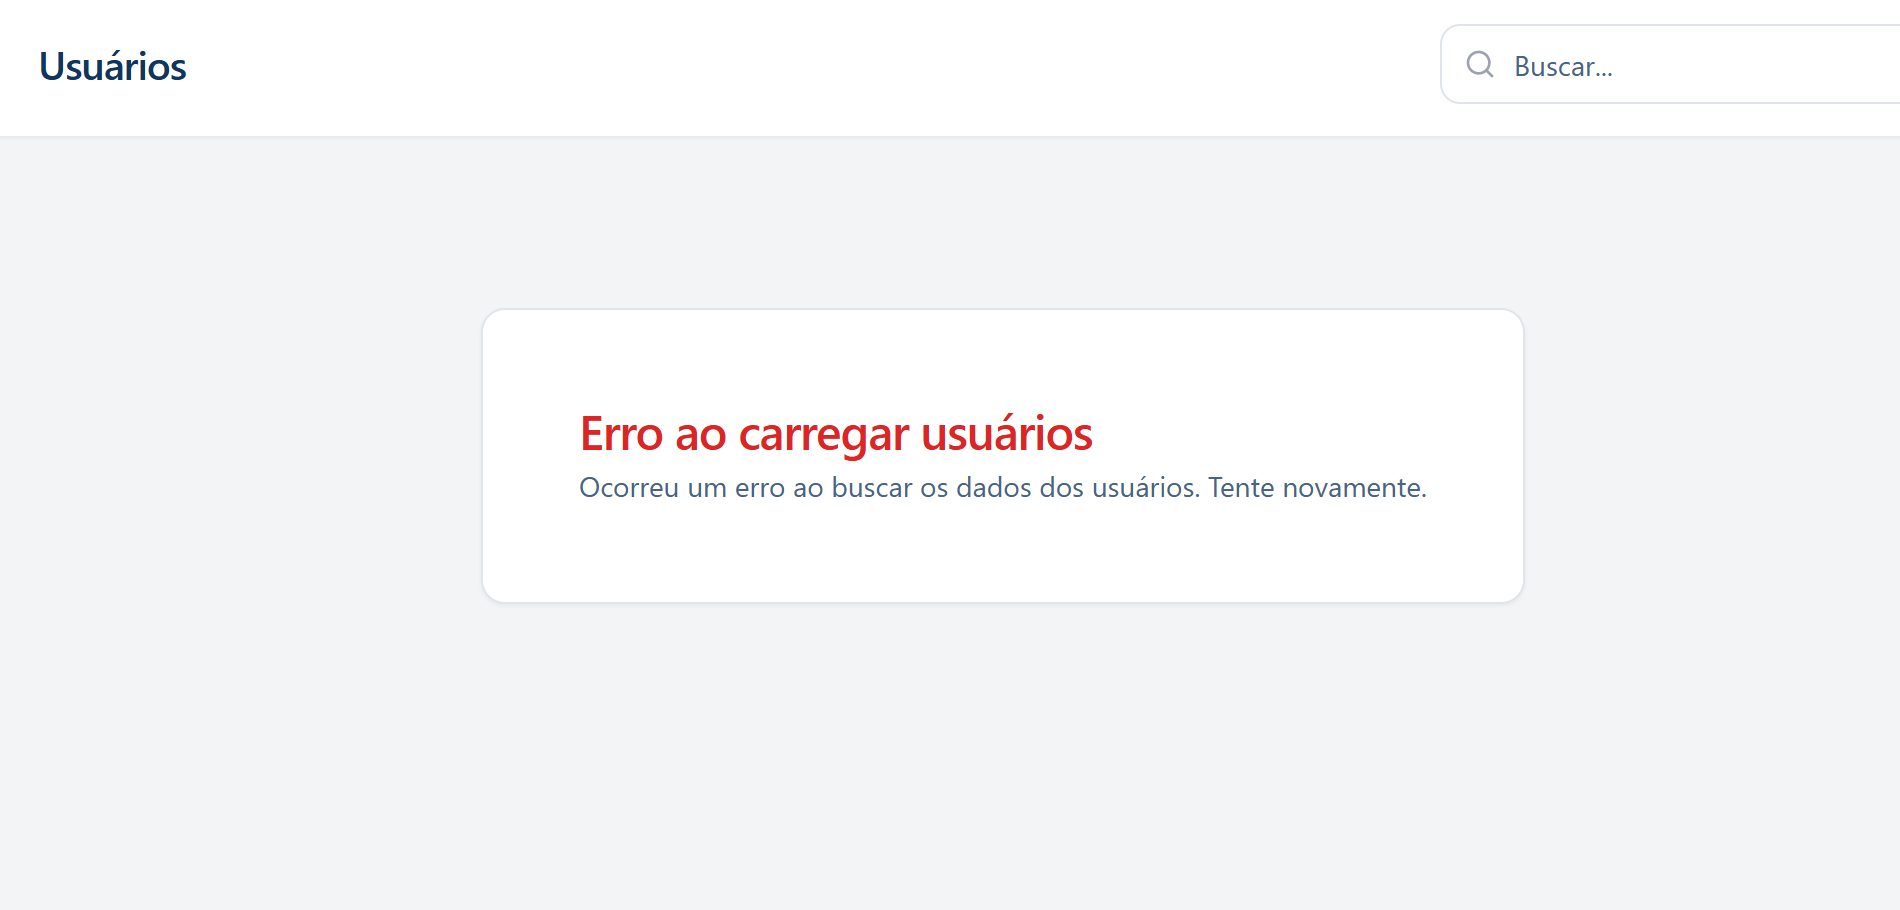 Usuários
Buscar...
Erro ao carregar usuários
Ocorreu um erro ao buscar os dados dos usuários. Tente novamente.